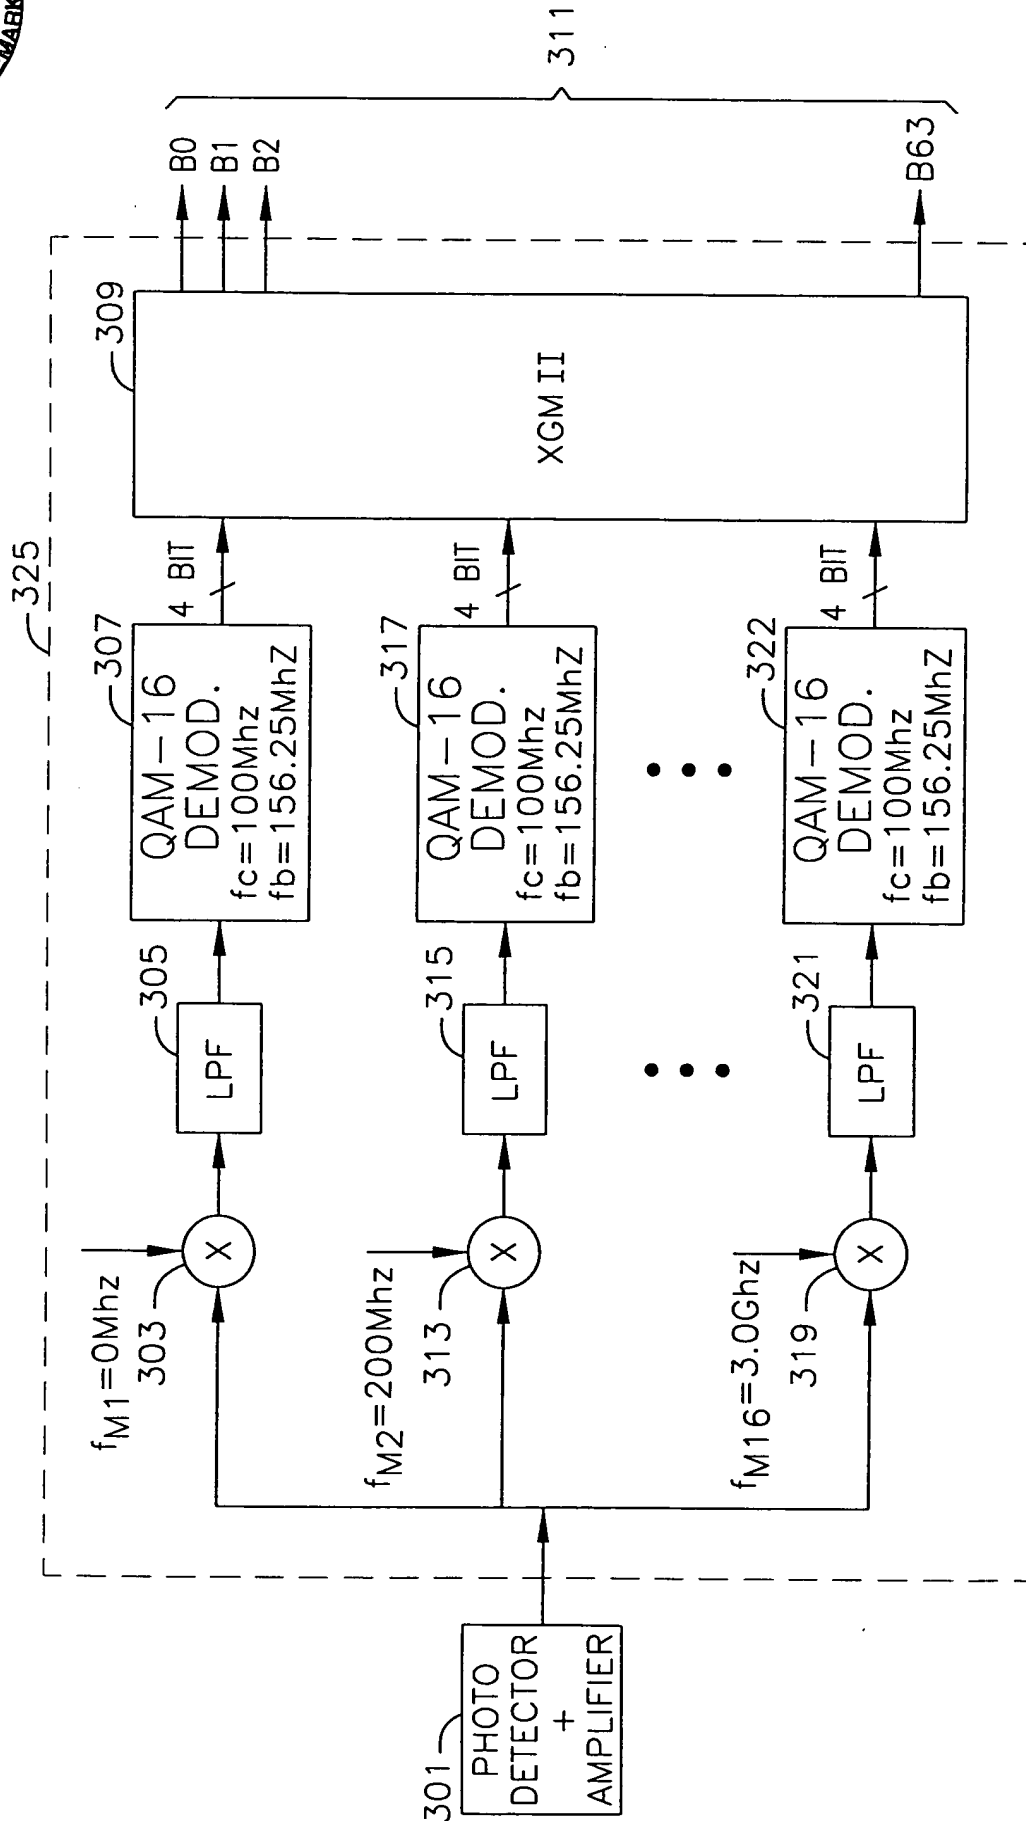 MARK
325
301
PHOTO
DETECTOR
+
AMPLIFIER
fM1=0Mhz
303
X
305
LPF
307
QAM-16
DEMOD.
fc=100Mhz
fb=156.25MhZ
4 BIT
fM2=200Mhz
313
X
315
LPF
317
QAM-16
DEMOD.
fc=100Mhz
fb=156.25MhZ
4 BIT
fM16=3.0Ghz
319
X
321
LPF
322
QAM-16
DEMOD.
fc=100Mhz
fb=156.25MhZ
4 BIT
309
XGM II
B0
B1
B2
B63
311